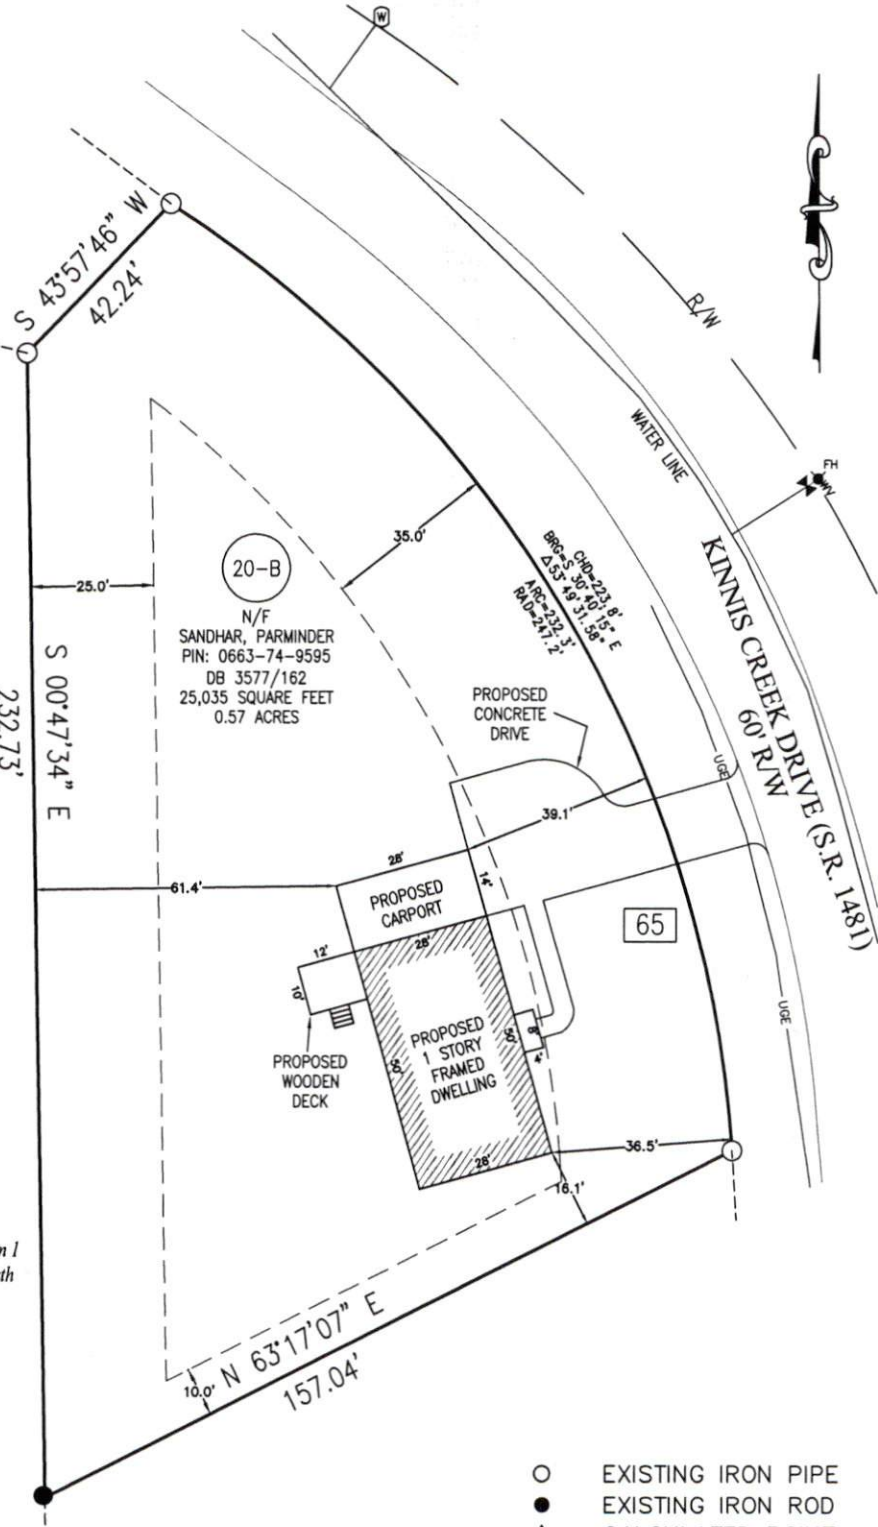 W
S 43°57'46" W
42.24'
R/W
FH
WV
WATER LINE
35.0'
CHD=223.8'
BRG=S 30°40'15" E
Δ53°49'31.58"
ARC=232.3'
RAD=247.2'
KINNIS CREEK DRIVE (S.R. 1481)
60' R/W
25.0'
20-B
N/F
SANDHAR, PARMINDER
PIN: 0663-74-9595
DB 3577/162
25,035 SQUARE FEET
0.57 ACRES
S 00°47'34" E
232.73'
PROPOSED
CONCRETE
DRIVE
UGE
39.1'
28'
14'
61.4'
PROPOSED
CARPORT
65
28'
12'
10'
PROPOSED
WOODEN
DECK
PROPOSED
1 STORY
FRAMED
DWELLING
50'
50'
8'
4'
UGE
28'
36.5'
16.1'
10.0'
N 63°17'07" E
157.04'
EXISTING IRON PIPE
EXISTING IRON ROD